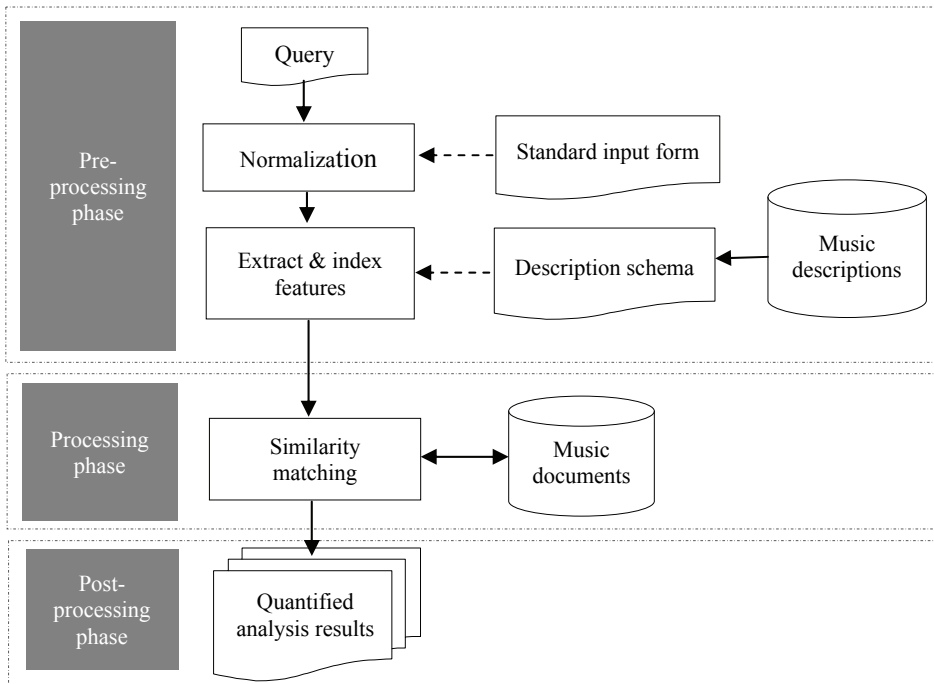 Query
Pre-
processing
phase
Normalization
Standard input form
Extract & index
features
Description schema
Music
descriptions
Processing
phase
Similarity
matching
Music
documents
Post-
processing
phase
Quantified
analysis results